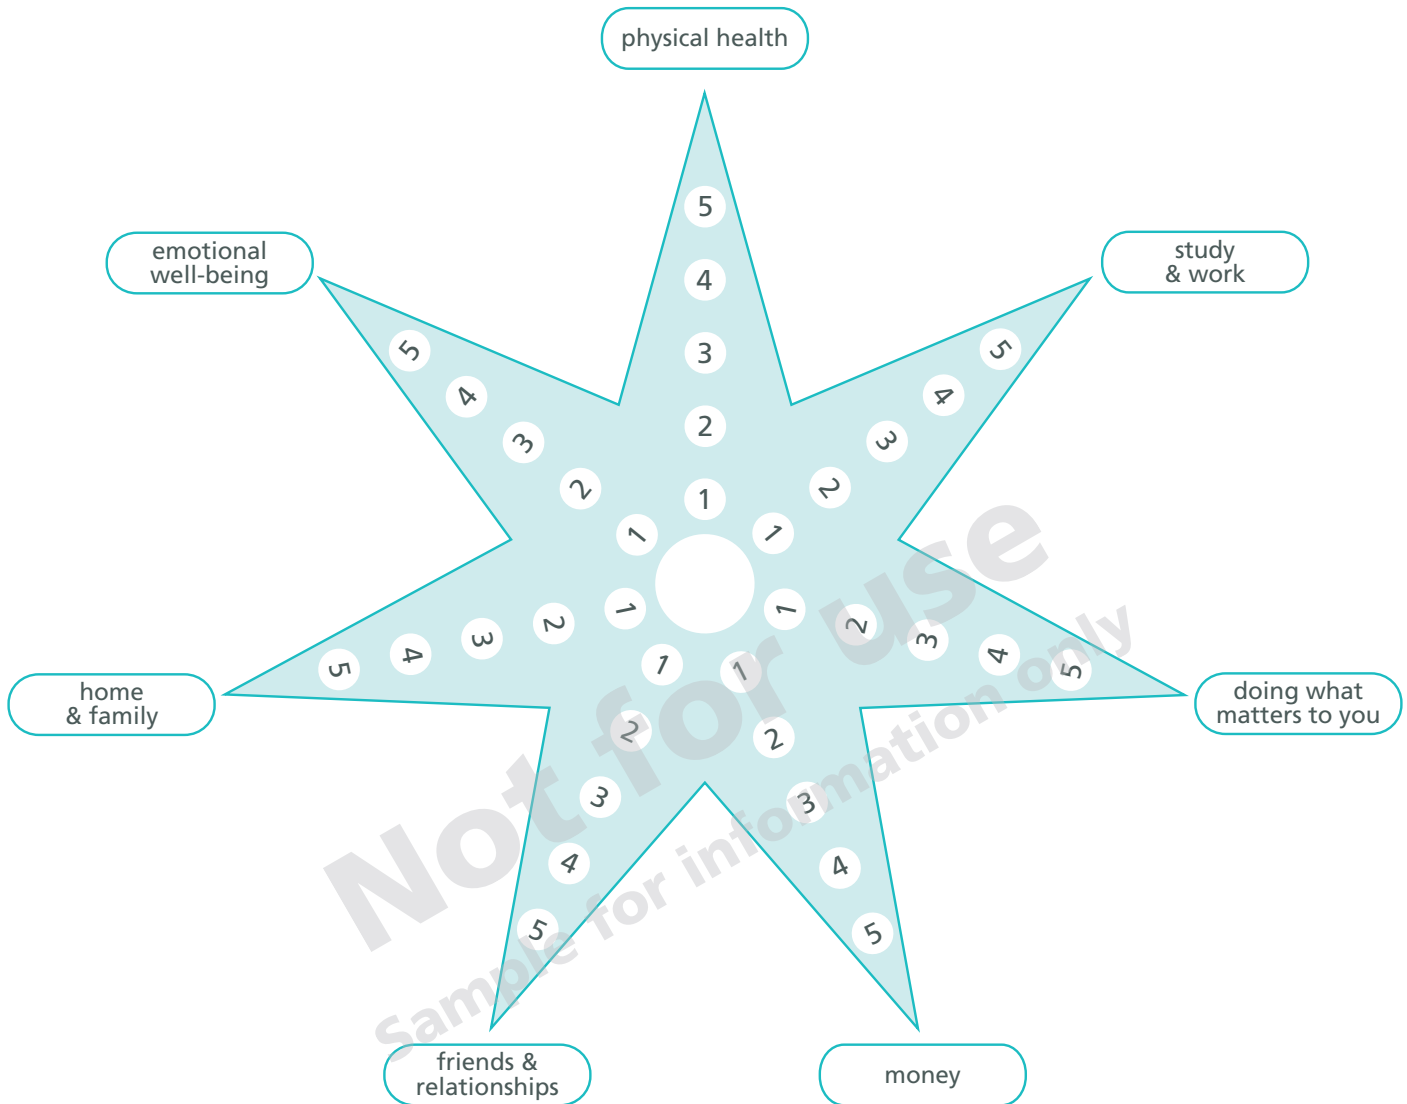 physical health
emotional
well-being
study
& work
5
4
3
2
1
5
4
3
2
1
5
4
3
2
1
home
& family
5
4
3
2
1
1
2
3
4
5
doing what
matters to you
1
2
3
4
5
1
2
3
4
5
friends &
relationships
money
Not for use
Sample for information only